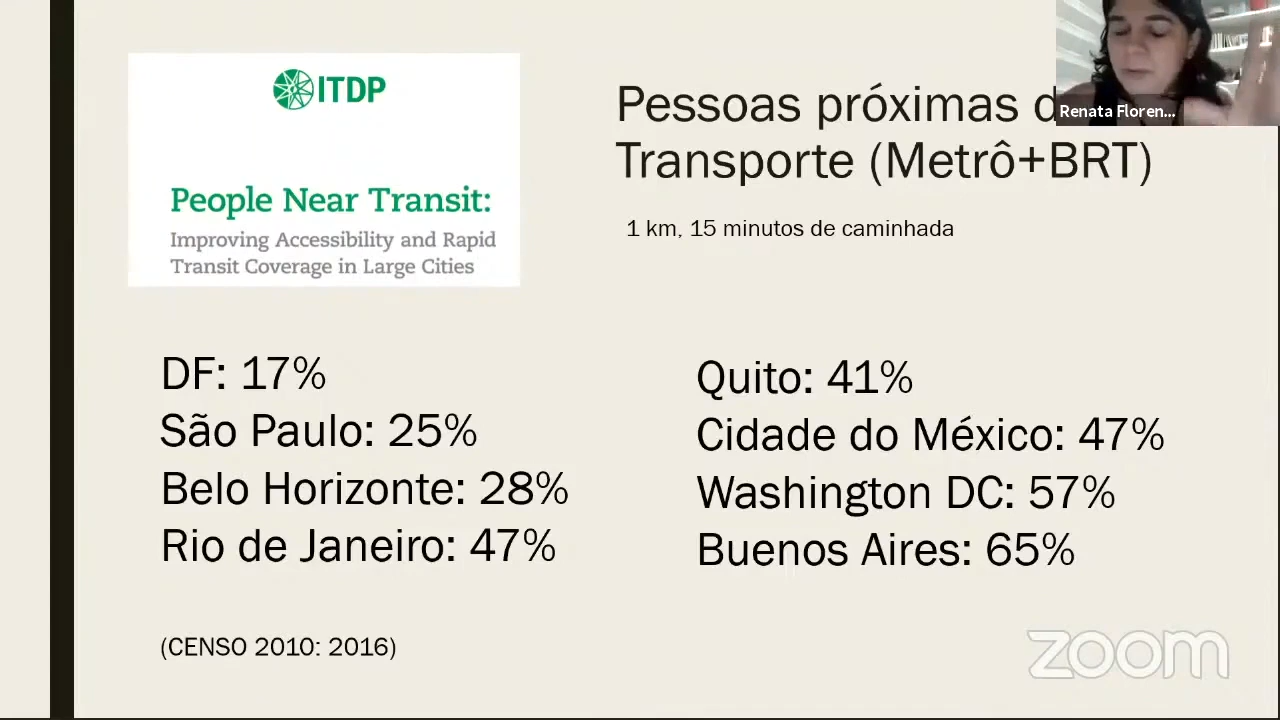 ITDP
People Near Transit:
Improving Accessibility and Rapid
Transit Coverage in Large Cities
Pessoas próximas d
Transporte (Metrô+BRT)
Renata Floren...
1 km, 15 minutos de caminhada
DF: 17%
São Paulo: 25%
Belo Horizonte: 28%
Rio de Janeiro: 47%
Quito: 41%
Cidade do México: 47%
Washington DC: 57%
Buenos Aires: 65%
(CENSO 2010: 2016)
zoom